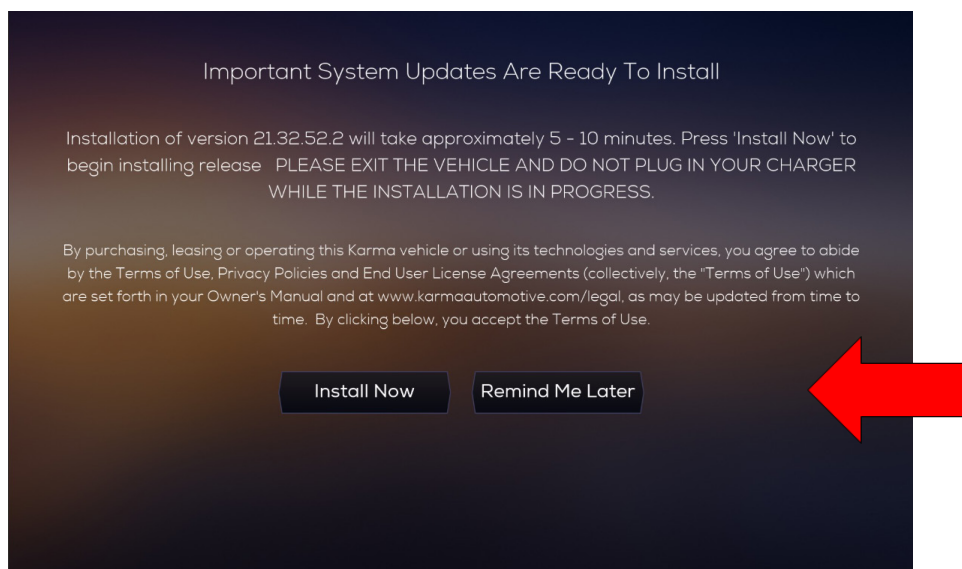 Important System Updates Are Ready To Install
Installation of version 21.32.52.2 will take approximately 5 - 10 minutes. Press 'Install Now' to
begin installing release   PLEASE EXIT THE VEHICLE AND DO NOT PLUG IN YOUR CHARGER
WHILE THE INSTALLATION IS IN PROGRESS.
By purchasing, leasing or operating this Karma vehicle or using its technologies and services, you agree to abide
by the Terms of Use, Privacy Policies and End User License Agreements (collectively, the "Terms of Use") which
are set forth in your Owner's Manual and at www.karmaautomotive.com/legal, as may be updated from time to
time.  By clicking below, you accept the Terms of Use.
Install Now
Remind Me Later